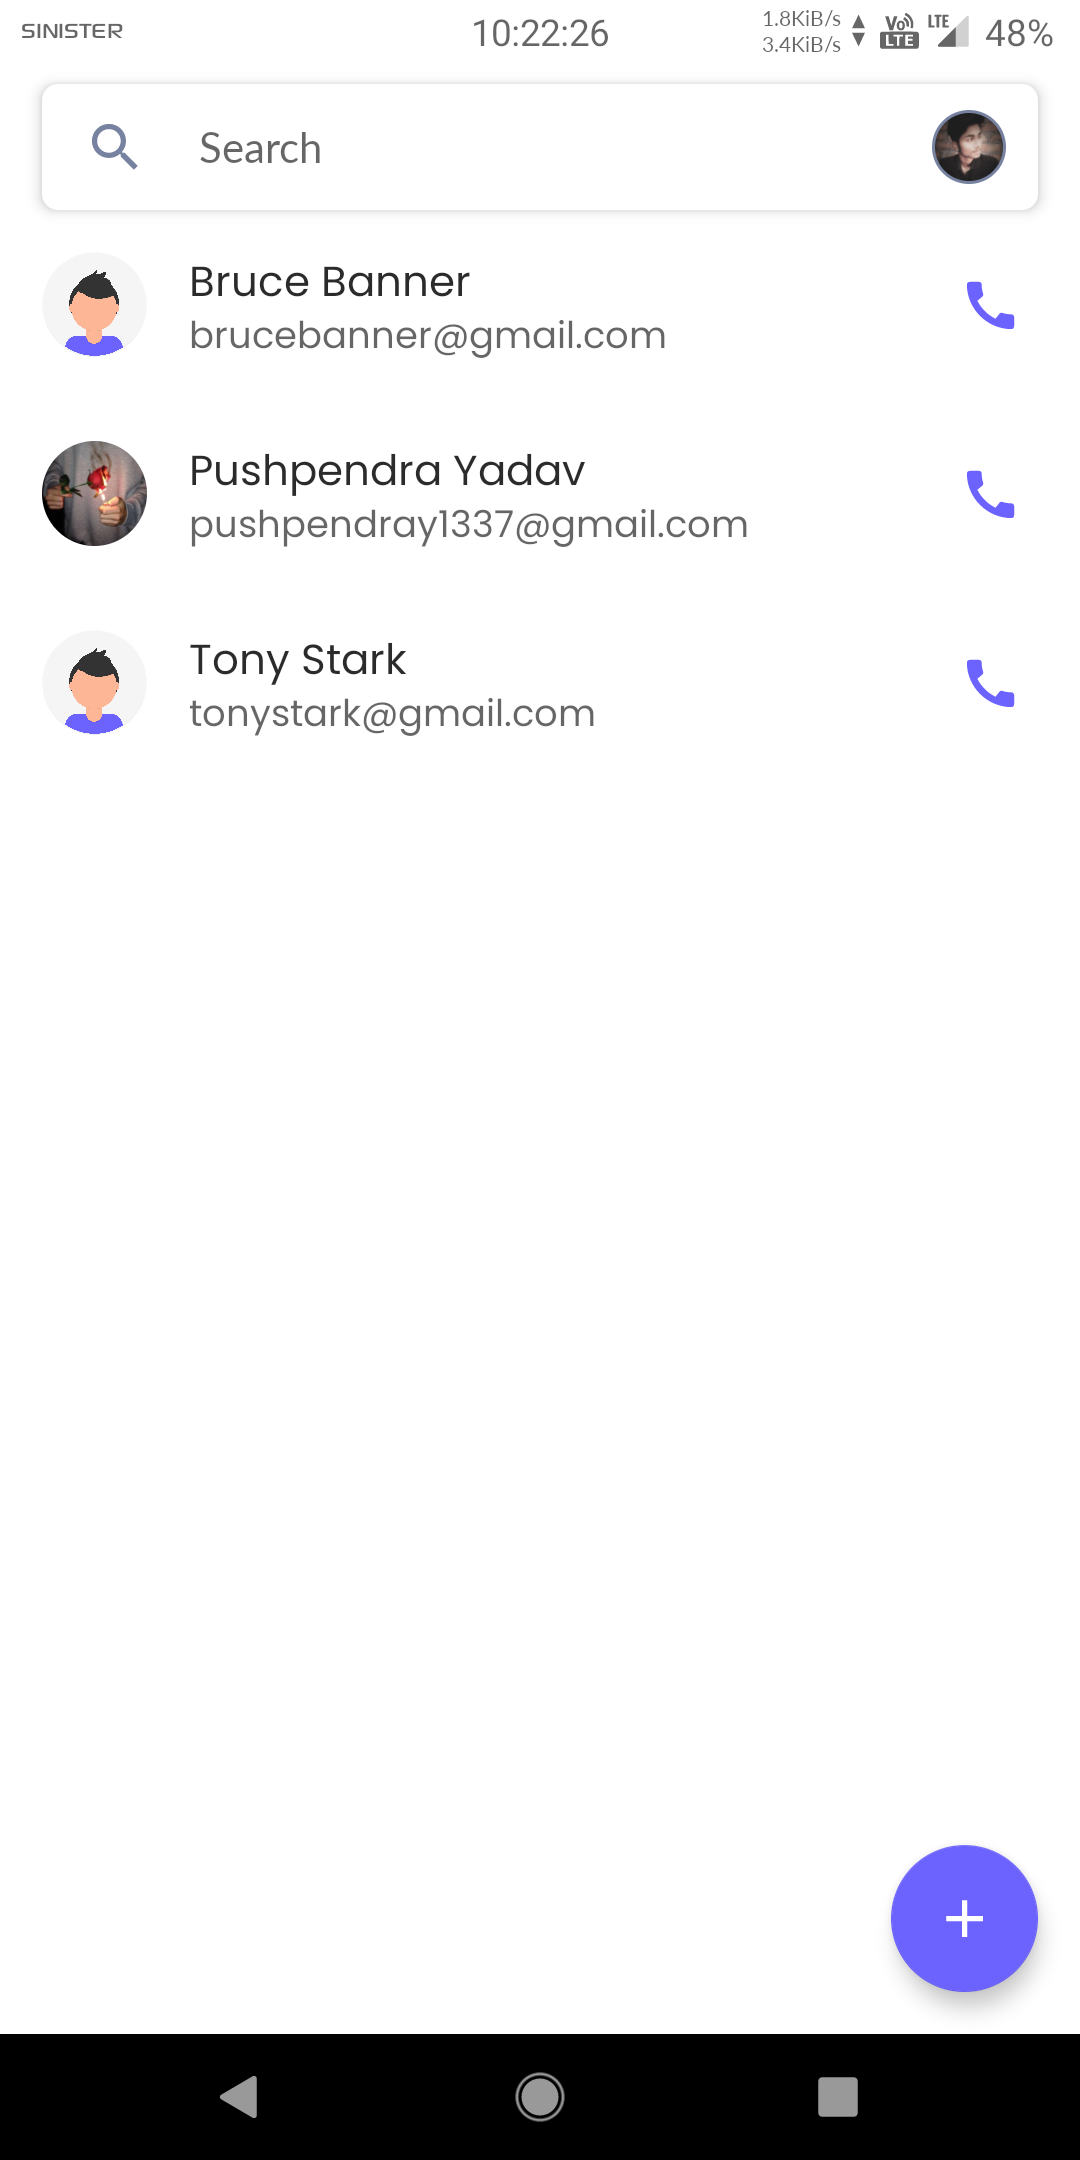 SINISTER 10:22:26 1.8KiB/s 3.4KiB/s Vo LTE LTE 48%
Search
Bruce Banner
brucebanner@gmail.com
Pushpendra Yadav
pushpendray1337@gmail.com
Tony Stark
tonystark@gmail.com